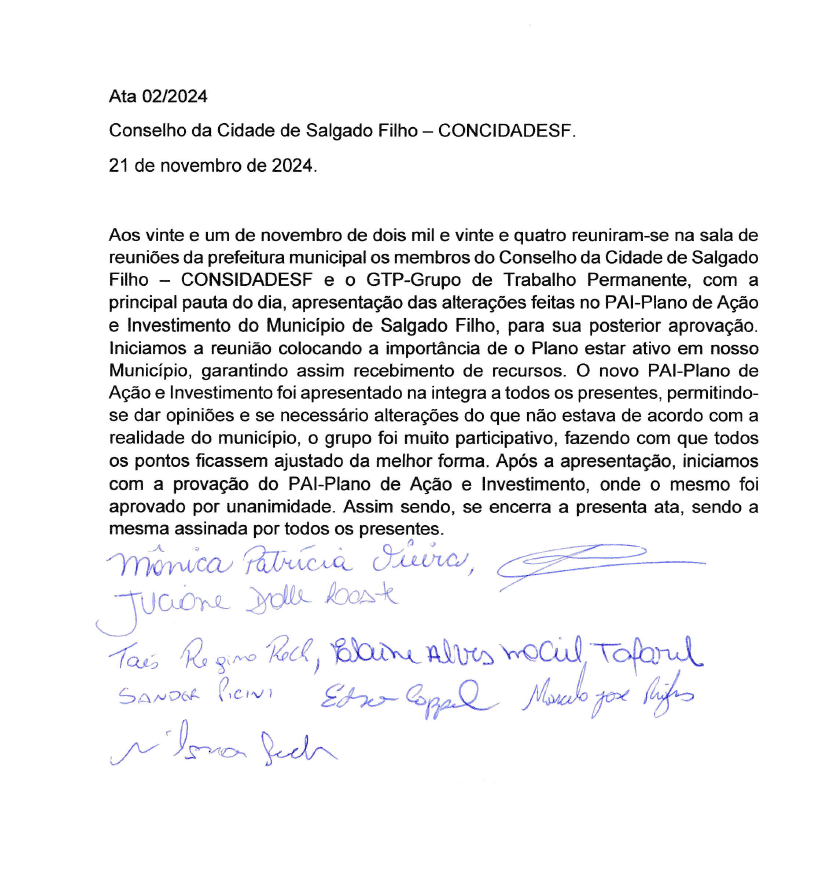 Ata 02/2024
Conselho da Cidade de Salgado Filho – CONCIDADESF.
21 de novembro de 2024.
Aos vinte e um de novembro de dois mil e vinte e quatro reuniram-se na sala de
reuniões da prefeitura municipal os membros do Conselho da Cidade de Salgado
Filho – CONSIDADESF e o GTP-Grupo de Trabalho Permanente, com a
principal pauta do dia, apresentação das alterações feitas no PAI-Plano de Ação
e Investimento do Município de Salgado Filho, para sua posterior aprovação.
Iniciamos a reunião colocando a importância de o Plano estar ativo em nosso
Município, garantindo assim recebimento de recursos. O novo PAI-Plano de
Ação e Investimento foi apresentado na integra a todos os presentes, permitindo-
se dar opiniões e se necessário alterações do que não estava de acordo com a
realidade do município, o grupo foi muito participativo, fazendo com que todos
os pontos ficassem ajustado da melhor forma. Após a apresentação, iniciamos
com a provação do PAI-Plano de Ação e Investimento, onde o mesmo foi
aprovado por unanimidade. Assim sendo, se encerra a presenta ata, sendo a
mesma assinada por todos os presentes.
Mônica Patrícia Vieira,
Juciane Dalle
Tais Regina Rech, Elaine Alves Maciel,
SANDRA PICINI Marcelo José
Rech